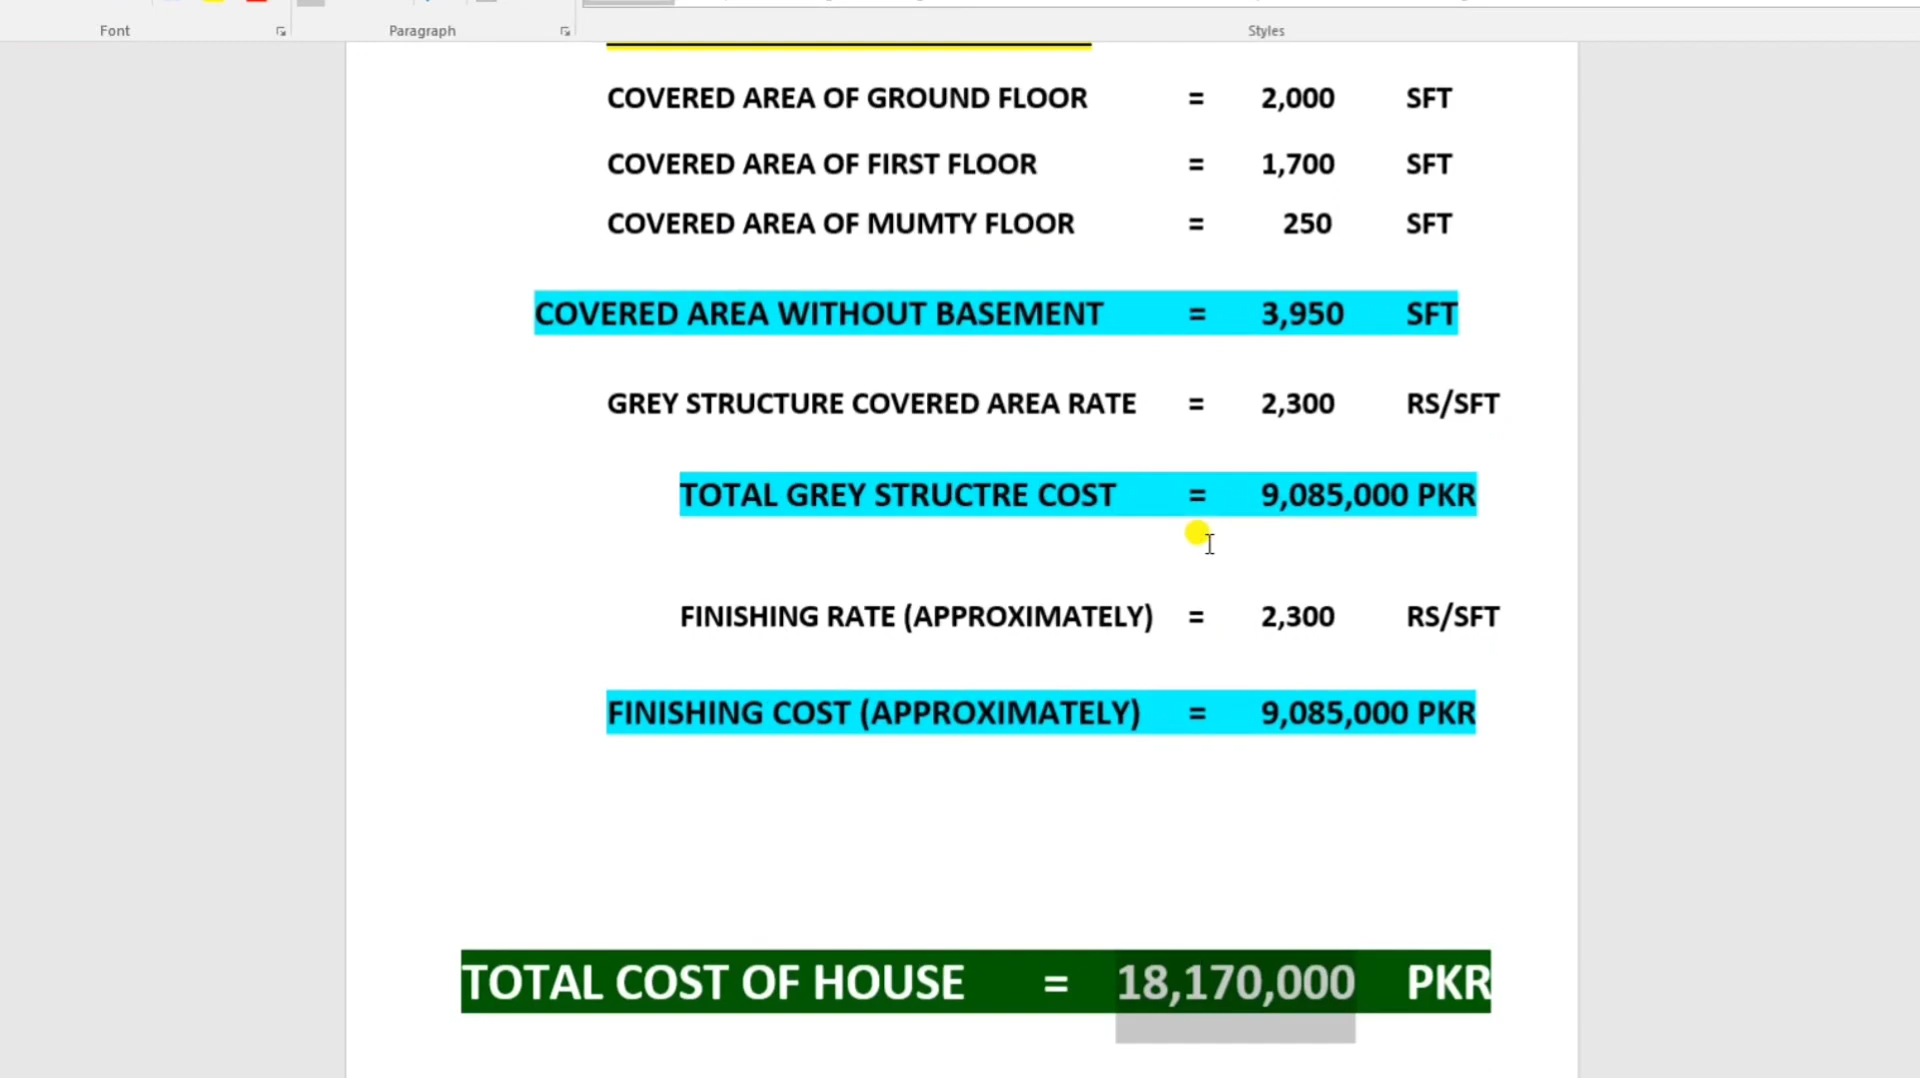 Font Paragraph Styles
COVERED AREA OF GROUND FLOOR = 2,000 SFT
COVERED AREA OF FIRST FLOOR = 1,700 SFT
COVERED AREA OF MUMTY FLOOR = 250 SFT
COVERED AREA WITHOUT BASEMENT = 3,950 SFT
GREY STRUCTURE COVERED AREA RATE = 2,300 RS/SFT
TOTAL GREY STRUCTRE COST = 9,085,000 PKR
FINISHING RATE (APPROXIMATELY) = 2,300 RS/SFT
FINISHING COST (APPROXIMATELY) = 9,085,000 PKR
TOTAL COST OF HOUSE = 18,170,000 PKR